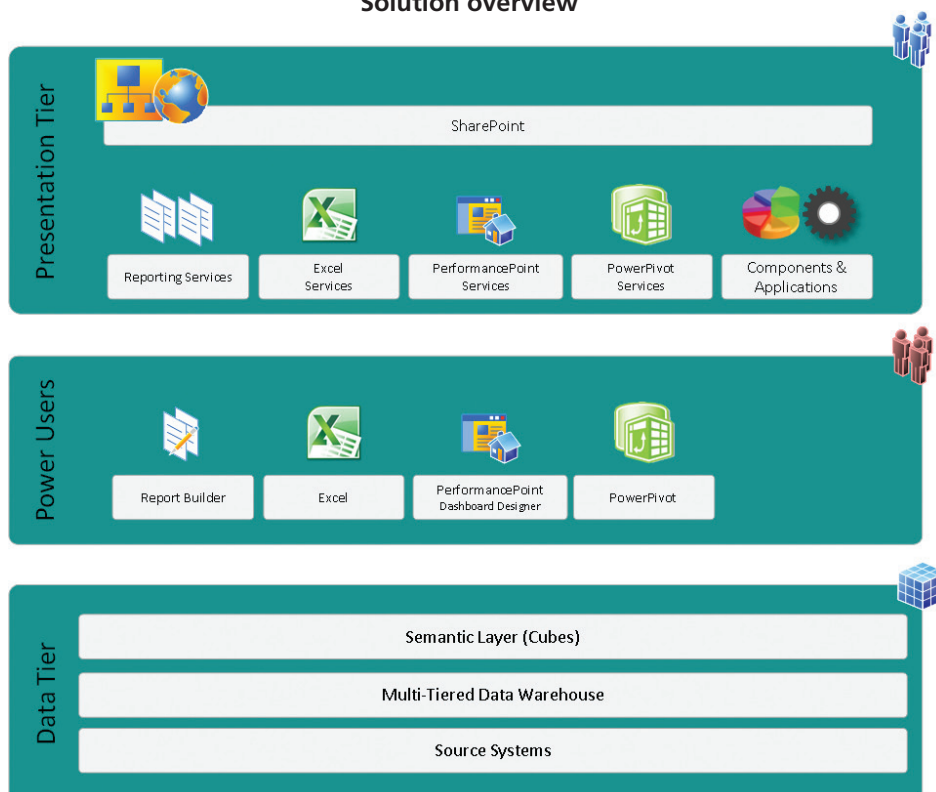 Solution overview
Presentation Tier
SharePoint
Reporting Services
Excel
Services
PerformancePoint
Services
PowerPivot
Services
Components &
Applications
Power Users
Report Builder
Excel
PerformancePoint
Dashboard Designer
PowerPivot
Data Tier
Semantic Layer (Cubes)
Multi-Tiered Data Warehouse
Source Systems